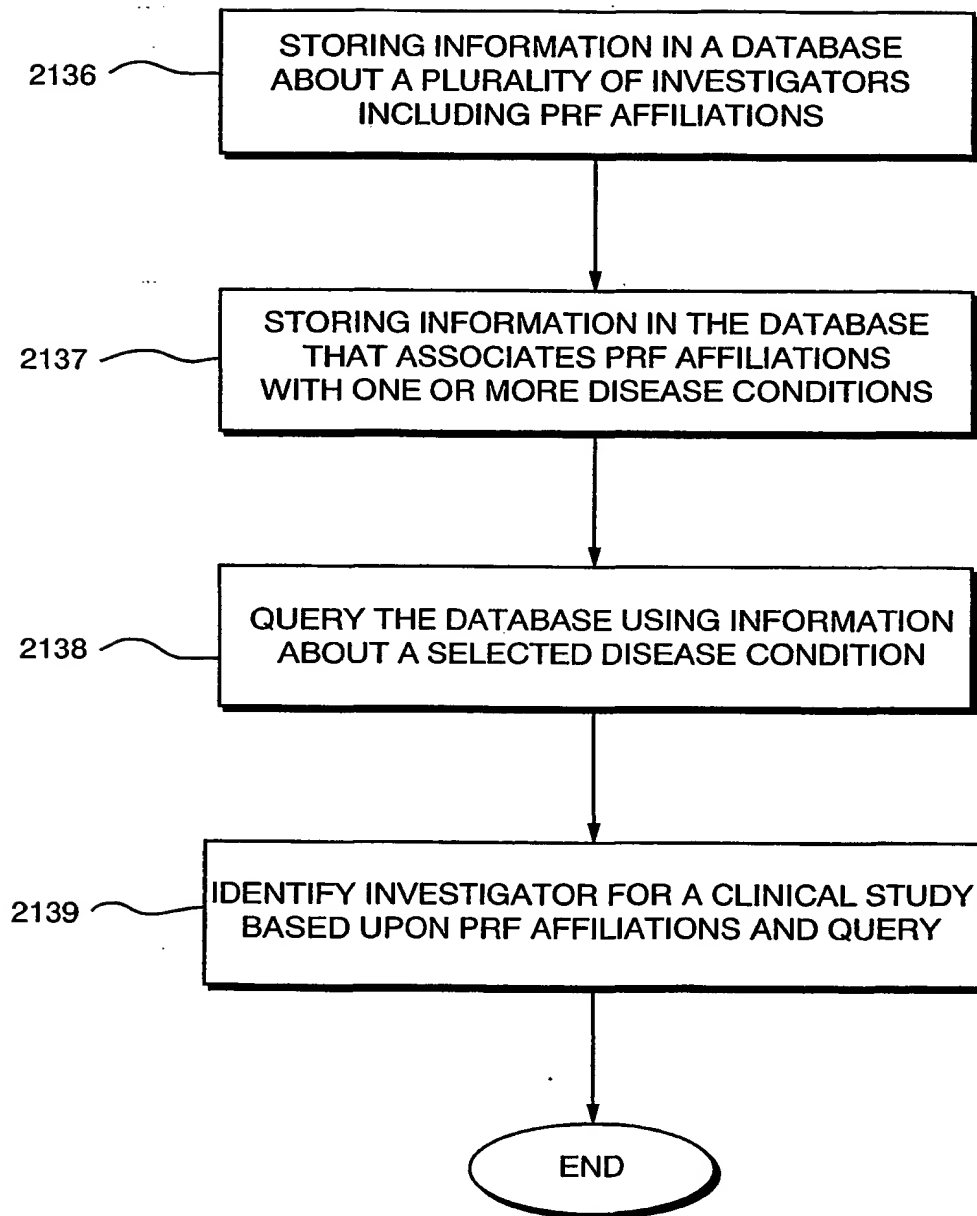 2136
STORING INFORMATION IN A DATABASE
ABOUT A PLURALITY OF INVESTIGATORS
INCLUDING PRF AFFILIATIONS
2137
STORING INFORMATION IN THE DATABASE
THAT ASSOCIATES PRF AFFILIATIONS
WITH ONE OR MORE DISEASE CONDITIONS
2138
QUERY THE DATABASE USING INFORMATION
ABOUT A SELECTED DISEASE CONDITION
2139
IDENTIFY INVESTIGATOR FOR A CLINICAL STUDY
BASED UPON PRF AFFILIATIONS AND QUERY
END